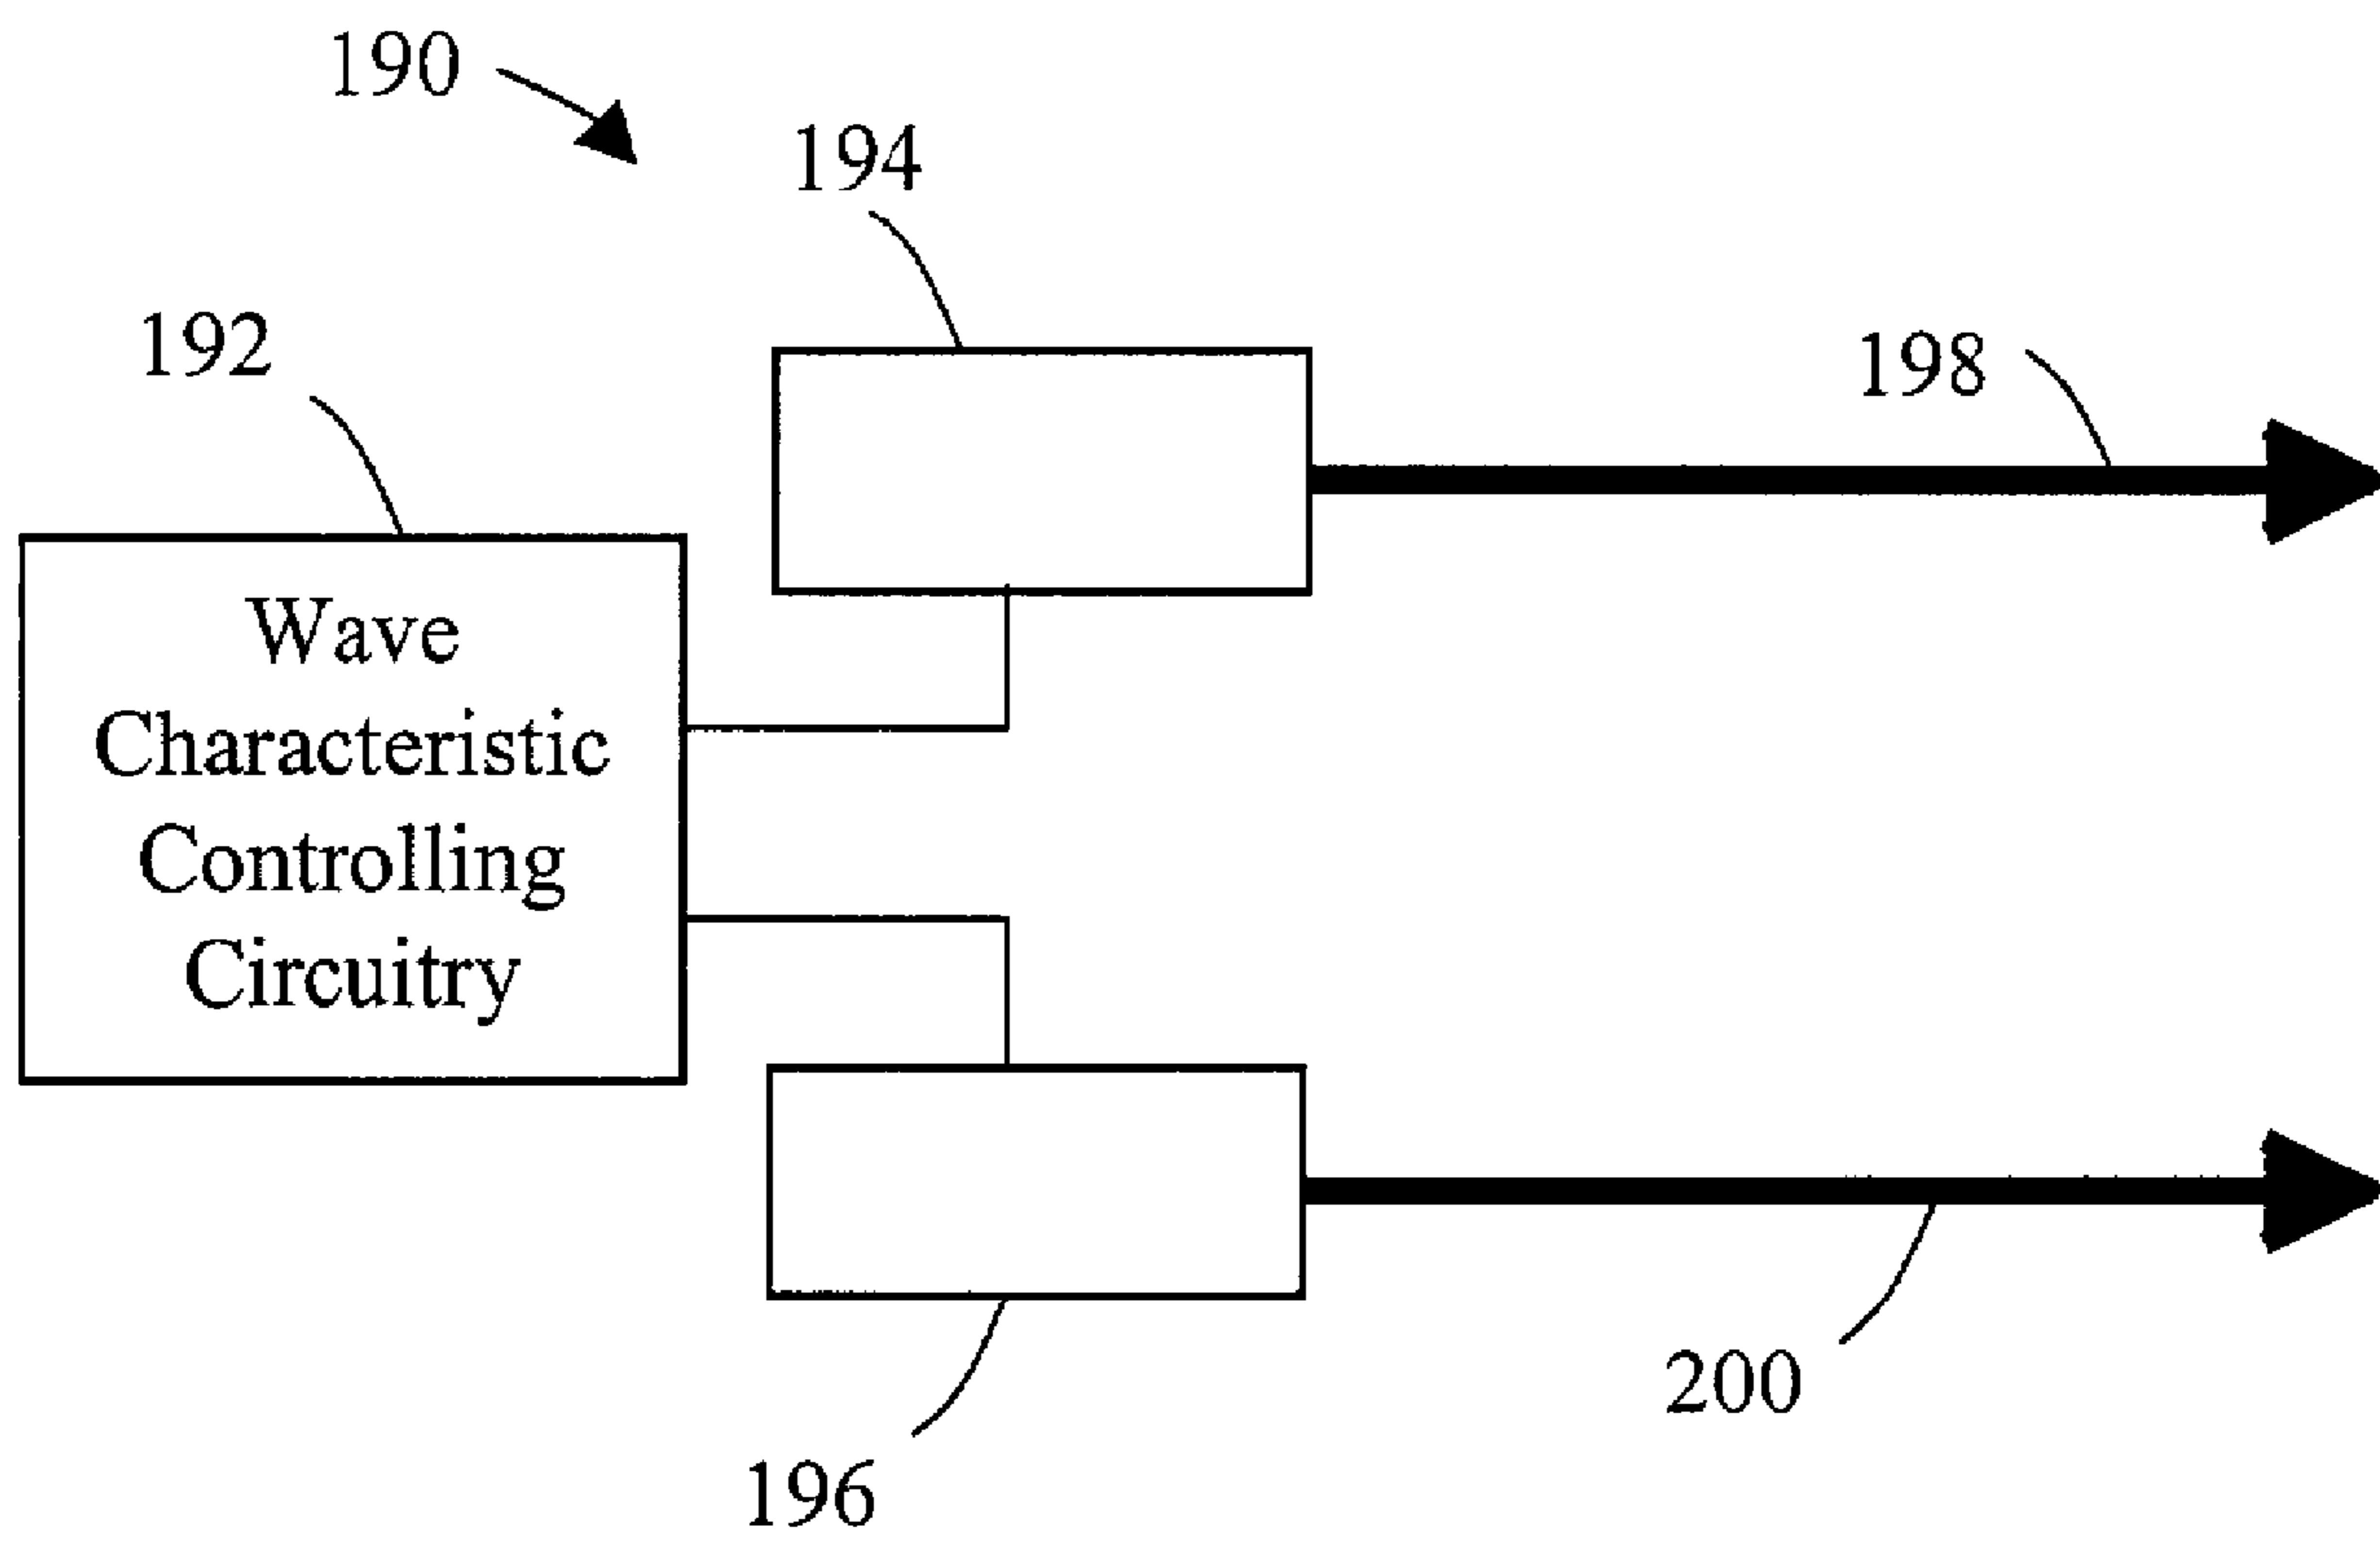 190
194
192
198
Wave
Characteristic
Controlling
Circuitry
200
196